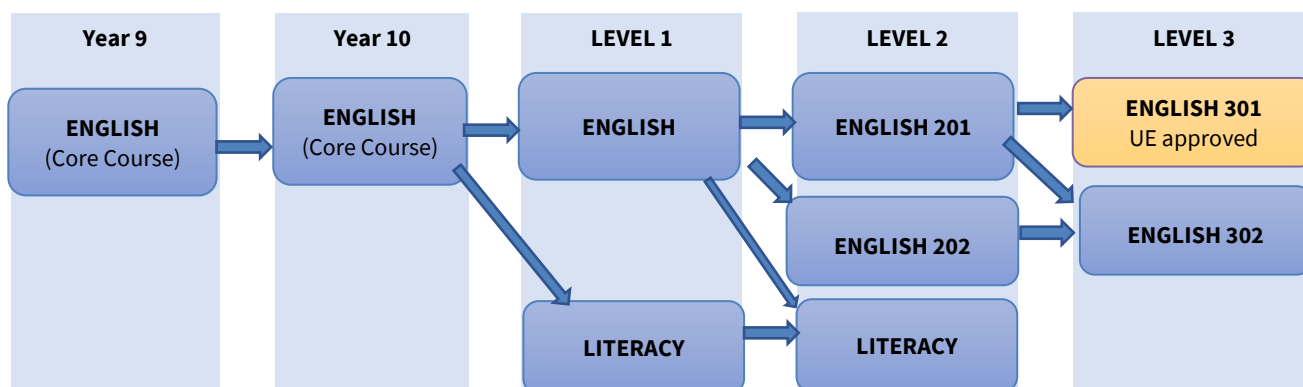 Year 9
Year 10
LEVEL 1
LEVEL 2
LEVEL 3
ENGLISH
(Core Course)
ENGLISH
(Core Course)
ENGLISH
ENGLISH 201
ENGLISH 301
UE approved
ENGLISH 202
ENGLISH 302
LITERACY
LITERACY